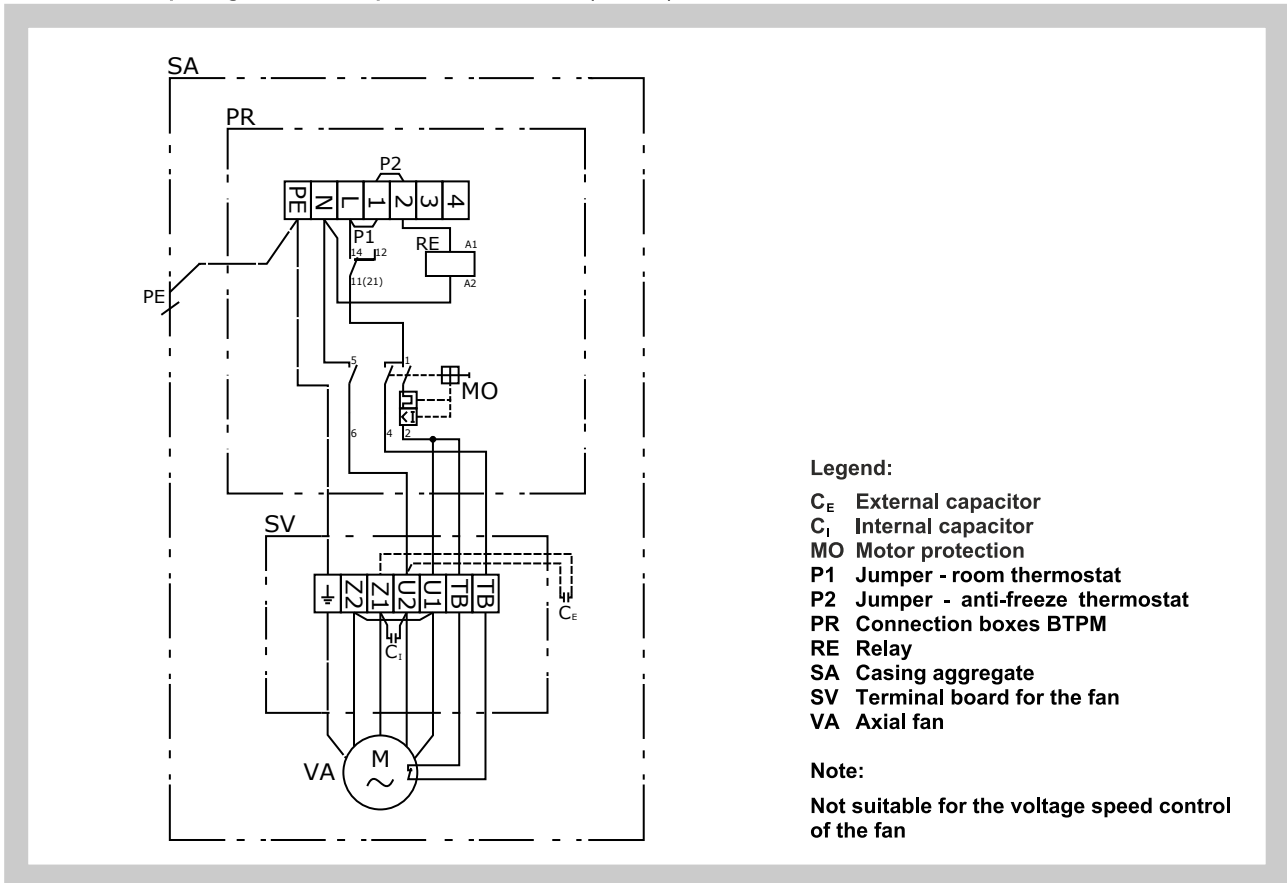 SA
PR
P2
PE N L 1 2 3 4
P1
RE
A1
14 12
11(21)
A2
PE
5 1
MO
< I
6 4 2
SV
Z2 Z1 U2 U1 TB TB
CE
CI
M
VA
Legend:
CE External capacitor
CI Internal capacitor
MO Motor protection
P1 Jumper - room thermostat
P2 Jumper - anti-freeze thermostat
PR Connection boxes BTPM
RE Relay
SA Casing aggregate
SV Terminal board for the fan
VA Axial fan
Note:
Not suitable for the voltage speed control
of the fan